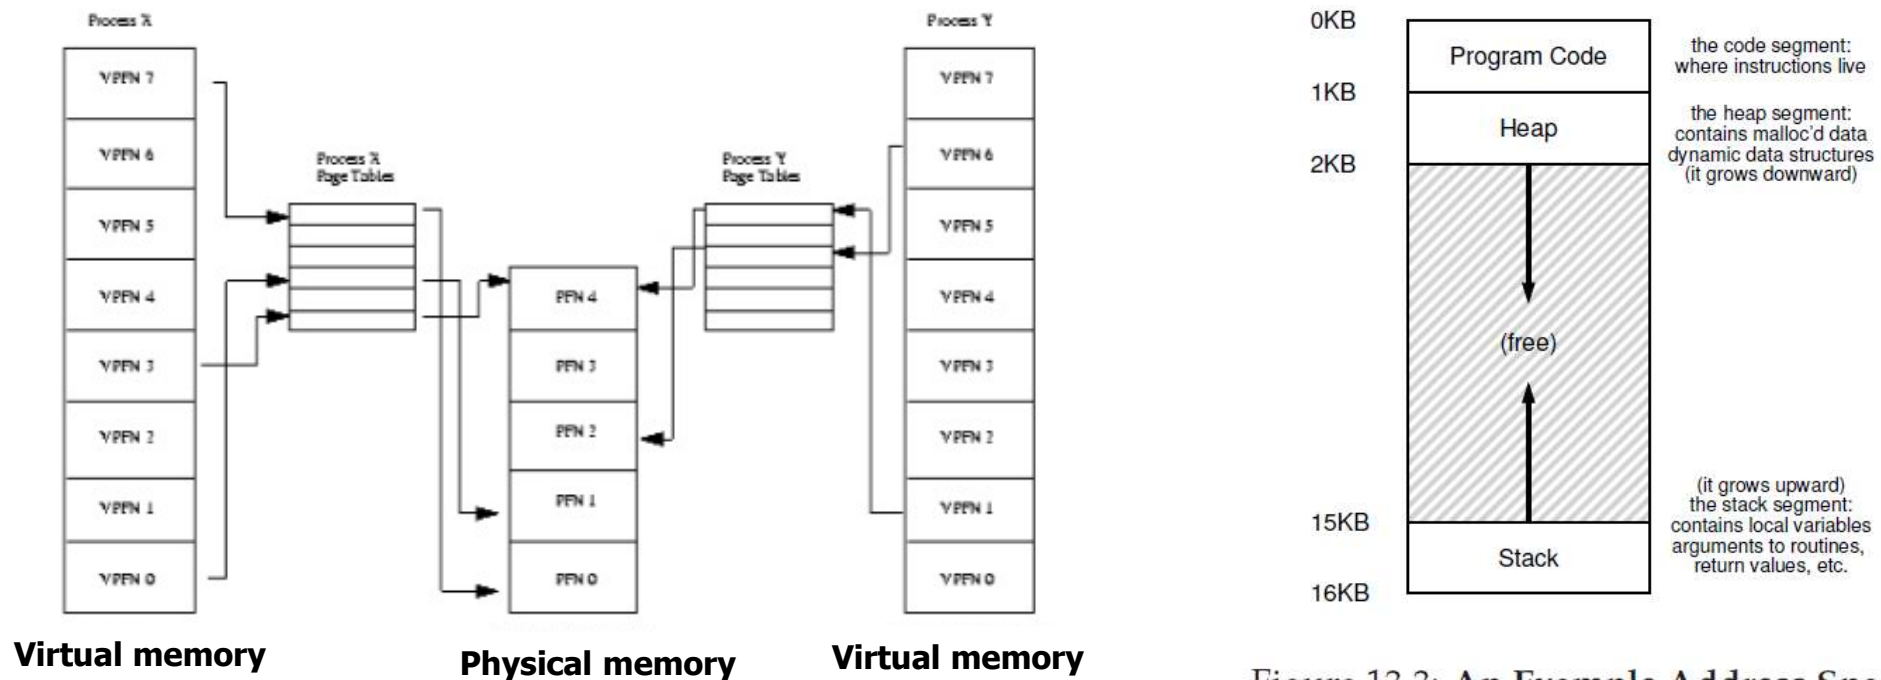 Process X
VPFN 7
VPFN 6
VPFN 5
VPFN 4
VPFN 3
VPFN 2
VPFN 1
VPFN 0
Virtual memory
Process X
Page Tables
PFN 4
PFN 3
PFN 2
PFN 1
PFN 0
Physical memory
Process Y
Page Tables
Process Y
VPFN 7
VPFN 6
VPFN 5
VPFN 4
VPFN 3
VPFN 2
VPFN 1
VPFN 0
Virtual memory
0KB
Program Code
the code segment:
where instructions live
1KB
Heap
the heap segment:
contains malloc'd data
dynamic data structures
(it grows downward)
2KB
(free)
(it grows upward)
the stack segment:
contains local variables
arguments to routines,
return values, etc.
15KB
Stack
16KB
An Example Address